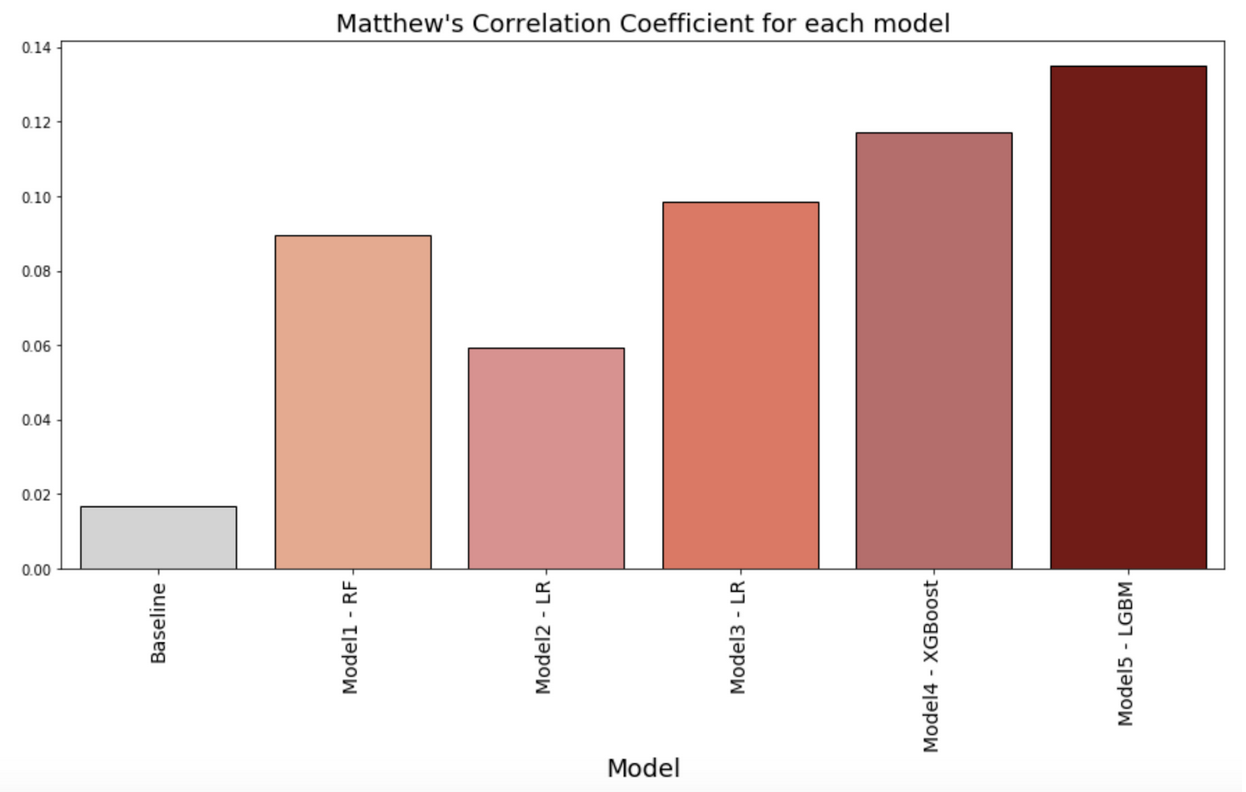 Matthew's Correlation Coefficient for each model
0.14
0.12
0.10
0.08
0.06
0.04
0.02
0.00
Baseline
Model1 - RF
Model2 - LR
Model3 - LR
Model4 - XGBoost
Model5 - LGBM
Model